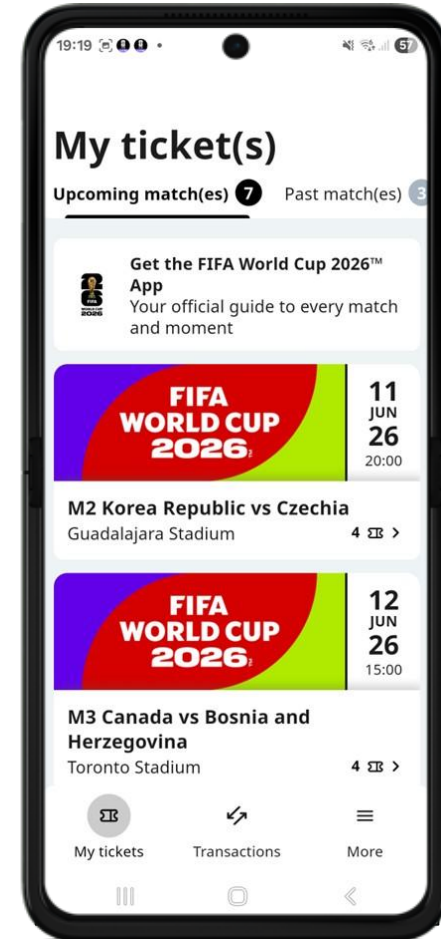 19:19
57
My ticket(s)
Upcoming match(es) 7 Past match(es) 3
Get the FIFA World Cup 2026™
App
Your official guide to every match
and moment
FIFA
WORLD CUP
2026
11
JUN
26
20:00
M2 Korea Republic vs Czechia
Guadalajara Stadium 4
FIFA
WORLD CUP
2026
12
JUN
26
15:00
M3 Canada vs Bosnia and
Herzegovina
Toronto Stadium 4
My tickets Transactions More